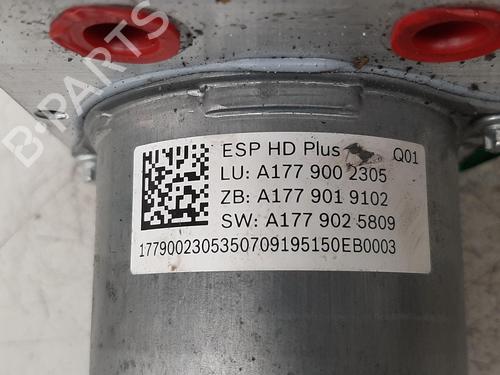 B-PARTS
ESP HD Plus Q01
LU: A177 900 2305
ZB: A177 901 9102
SW: A177 902 5809
1779002305350709195150EB0003